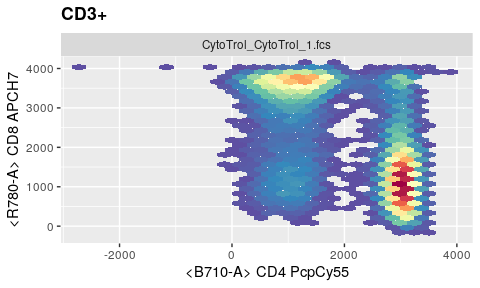 CD3+
CytoTrol_CytoTrol_1.fcs
<R780-A> CD8 APCH7
4000
3000
2000
1000
0
-2000
0
2000
4000
<B710-A> CD4 PcpCy55